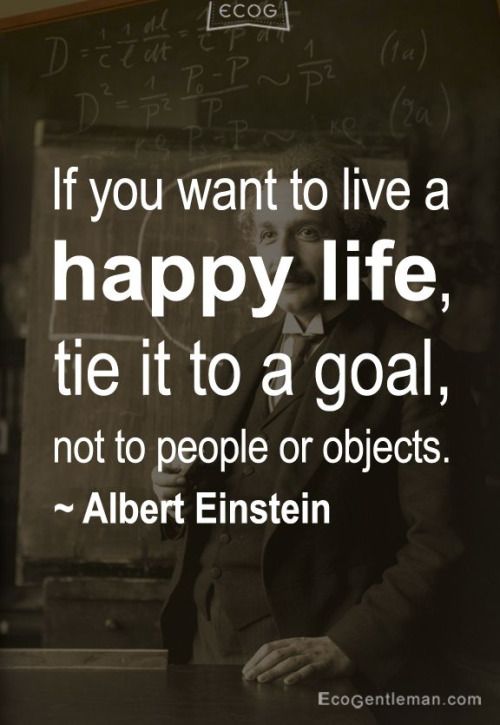 ECOG
If you want to live a
happy life,
tie it to a goal,
not to people or objects.
~ Albert Einstein
EcoGentleman.com